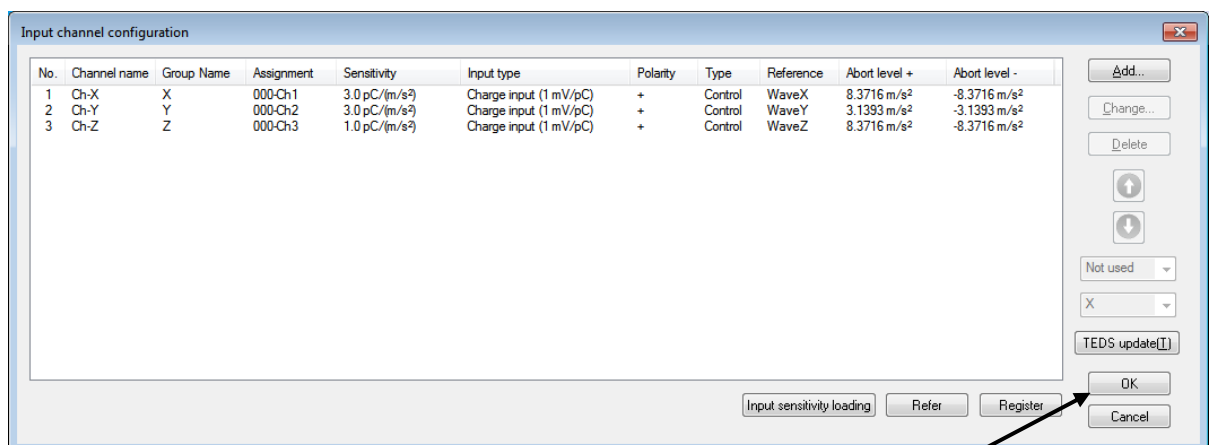 Input channel configuration
No. Channel name Group Name Assignment Sensitivity Input type Polarity Type Reference Abort level + Abort level -
1 Ch-X X 000-Ch1 3.0 pC/(m/s²) Charge input (1 mV/pC) + Control WaveX 8.3716 m/s² -8.3716 m/s²
2 Ch-Y Y 000-Ch2 3.0 pC/(m/s²) Charge input (1 mV/pC) + Control WaveY 3.1393 m/s² -3.1393 m/s²
3 Ch-Z Z 000-Ch3 1.0 pC/(m/s²) Charge input (1 mV/pC) + Control WaveZ 8.3716 m/s² -8.3716 m/s²
Add...
Change...
Delete
Not used
X
TEDS update(T)
OK
Cancel
Input sensitivity loading Refer Register